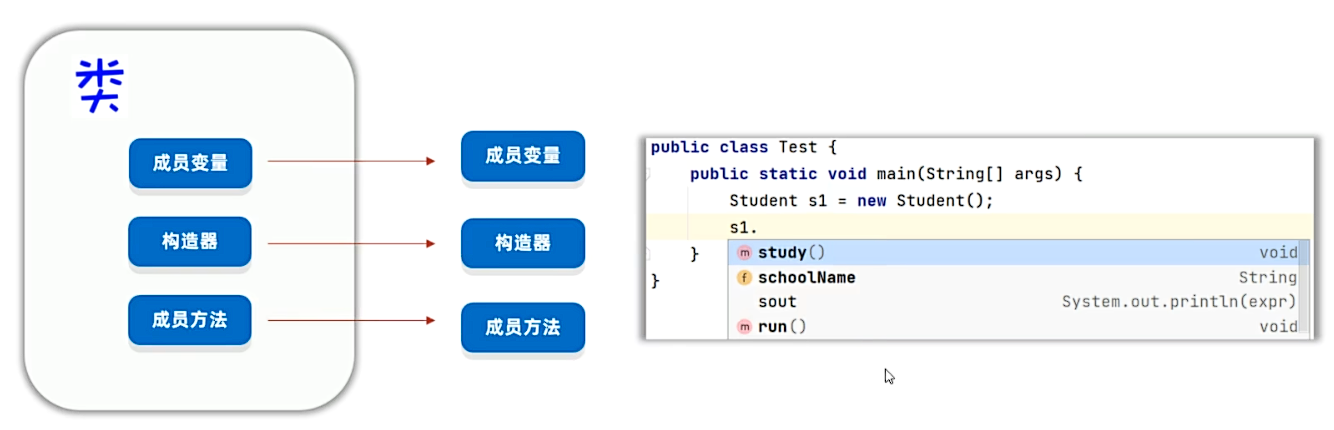 类
成员变量
构造器
成员方法
成员变量
构造器
成员方法
public class Test {
public static void main(String[] args) {
Student s1 = new Student();
s1.
m study() void
f schoolName String
sout System.out.println(expr)
m run() void
}
}